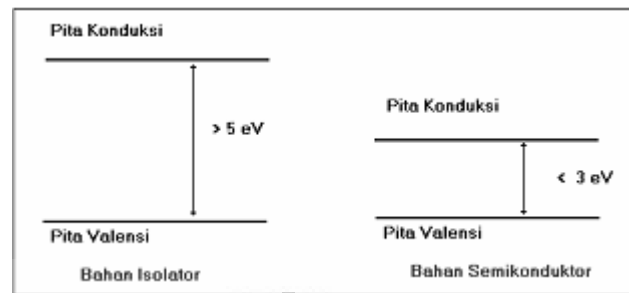 Pita Konduksi
> 5 eV
Pita Valensi
Bahan Isolator
Pita Konduksi
< 3 eV
Pita Valensi
Bahan Semikonduktor